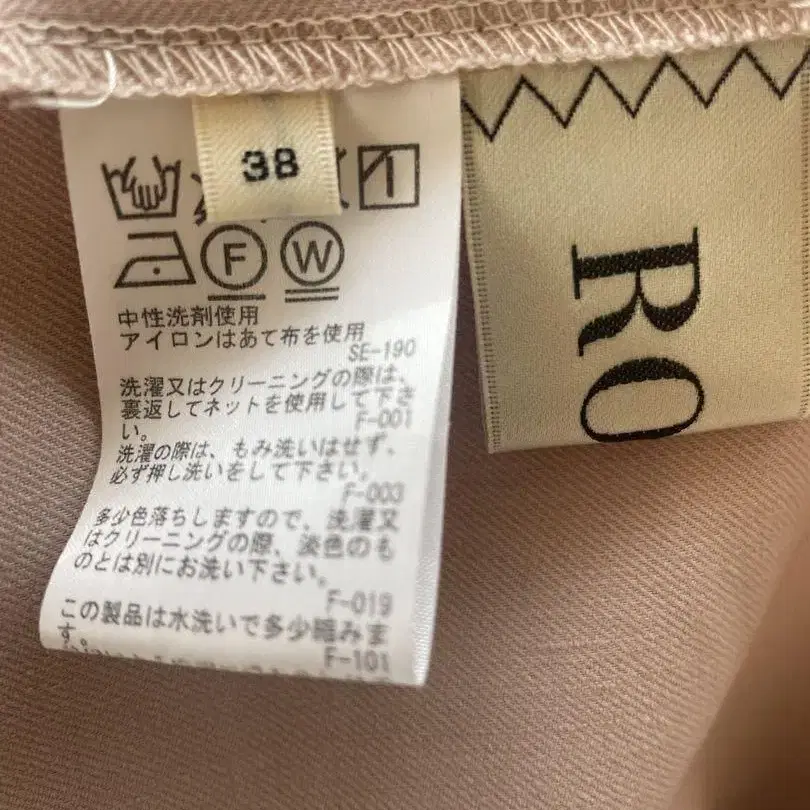 38
F
W
中性洗剤使用
アイロンはあて布を使用
SE-190
洗濯又はクリーニングの際は、
裏返してネットを使用して下さ
い。
F-001
洗濯の際は、もみ洗いはせず、
必ず押し洗いをして下さい。
F-003
多少色落ちしますので、洗濯又
はクリーニングの際、淡色のも
のとは別にお洗い下さい。
F-019
この製品は水洗いで多少縮みま
す。
F-101
RO